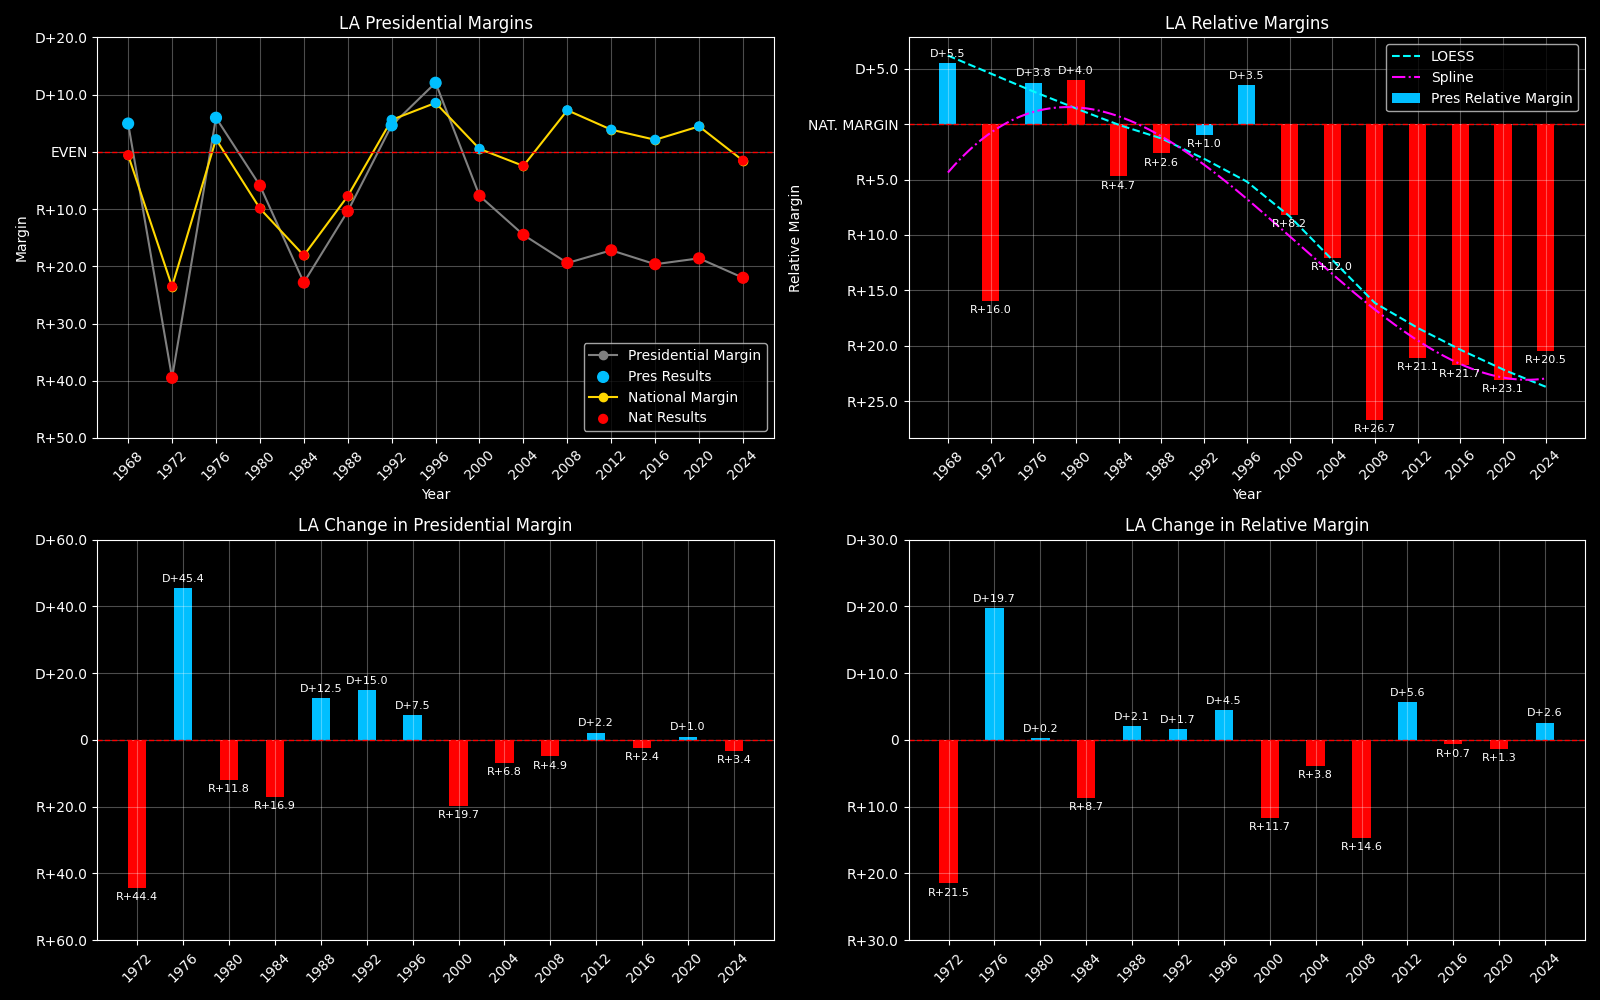 LA Presidential Margins
D+20.0
D+10.0
EVEN
R+10.0
R+20.0
R+30.0
R+40.0
R+50.0
Margin
1968 1972 1976 1980 1984 1988 1992 1996 2000 2004 2008 2012 2016 2020 2024
Year
Presidential Margin
Pres Results
National Margin
Nat Results
LA Relative Margins
D+5.0
NAT. MARGIN
R+5.0
R+10.0
R+15.0
R+20.0
R+25.0
Relative Margin
D+5.5
R+16.0
D+3.8
D+4.0
R+4.7
R+2.6
R+1.0
D+3.5
R+8.2
R+12.0
R+26.7
R+21.1
R+21.7
R+23.1
R+20.5
LOESS
Spline
Pres Relative Margin
1968 1972 1976 1980 1984 1988 1992 1996 2000 2004 2008 2012 2016 2020 2024
Year
LA Change in Presidential Margin
D+60.0
D+40.0
D+20.0
0
R+20.0
R+40.0
R+60.0
R+44.4
D+45.4
R+11.8
R+16.9
D+12.5
D+15.0
D+7.5
R+19.7
R+6.8
R+4.9
D+2.2
R+2.4
D+1.0
R+3.4
1972 1976 1980 1984 1988 1992 1996 2000 2004 2008 2012 2016 2020 2024
LA Change in Relative Margin
D+30.0
D+20.0
D+10.0
0
R+10.0
R+20.0
R+30.0
R+21.5
D+19.7
D+0.2
R+8.7
D+2.1
D+1.7
D+4.5
R+11.7
R+3.8
R+14.6
D+5.6
R+0.7
R+1.3
D+2.6
1972 1976 1980 1984 1988 1992 1996 2000 2004 2008 2012 2016 2020 2024